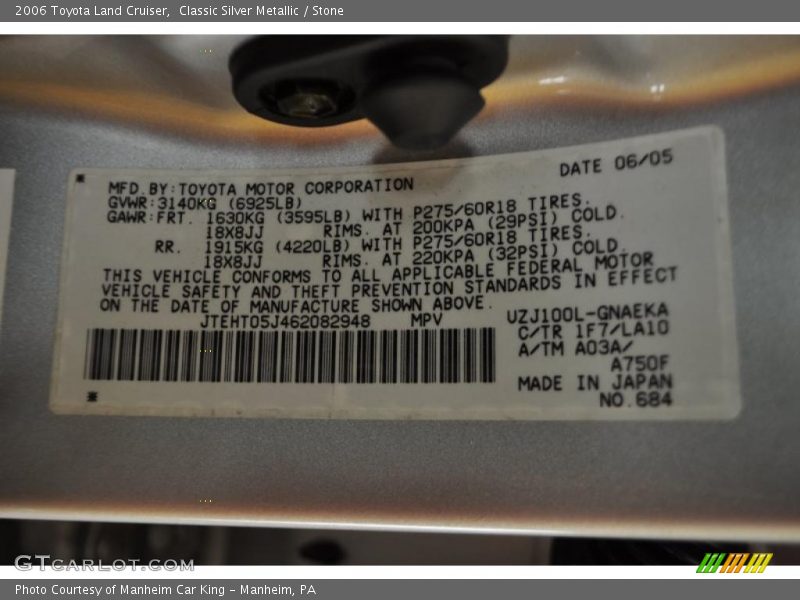 2006 Toyota Land Cruiser,  Classic Silver Metallic / Stone
DATE 06/05
MFD.BY:TOYOTA MOTOR CORPORATION
GVWR:3140KG (6925LB)
GAWR:FRT. 1630KG (3595LB) WITH P275/60R18 TIRES.
18X8JJ RIMS. AT 200KPA (29PSI) COLD.
RR. 1915KG (4220LB) WITH P275/60R18 TIRES.
18X8JJ RIMS. AT 220KPA (32PSI) COLD.
THIS VEHICLE CONFORMS TO ALL APPLICABLE FEDERAL MOTOR
VEHICLE SAFETY AND THEFT PREVENTION STANDARDS IN EFFECT
ON THE DATE OF MANUFACTURE SHOWN ABOVE.
JTEHT05J462082948 MPV
UZJ100L-GNAEKA
C/TR 1F7/LA10
A/TM A03A/
A750F
MADE IN JAPAN
NO.684
GTCARLOT.COM
Photo Courtesy of Manheim Car King - Manheim, PA